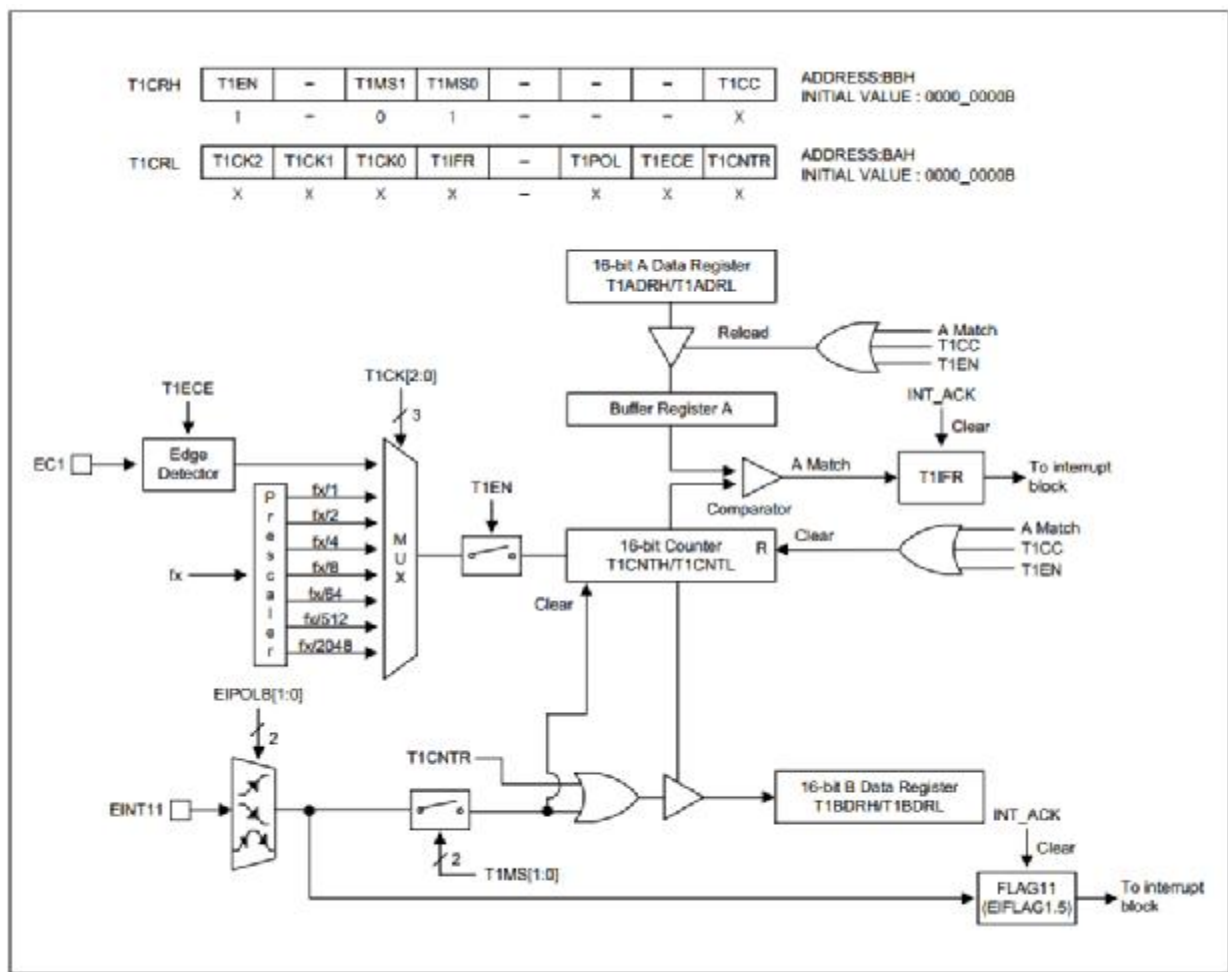 T1CRH T1EN – T1MS1 T1MS0 – – – T1CC ADDRESS:BBH
INITIAL VALUE : 0000_0000B
1 – 0 1 – – – X
T1CRL T1CK2 T1CK1 T1CK0 T1IFR – T1POL T1ECE T1CNTR ADDRESS:BAH
INITIAL VALUE : 0000_0000B
X X X X – X X X
16-bit A Data Register
T1ADRH/T1ADRL
Reload
A Match
T1CC
T1EN
T1ECE
T1CK[2:0]
3
Buffer Register A
INT_ACK
Clear
EC1
Edge
Detector
A Match
T1IFR
To interrupt
block
Comparator
Prescaler
fx
fx/1
fx/2
fx/4
fx/8
fx/64
fx/512
fx/2048
MUX
T1EN
16-bit Counter
T1CNTH/T1CNTL
R
Clear
A Match
T1CC
T1EN
Clear
EIPOLB[1:0]
2
T1CNTR
EINT11
16-bit B Data Register
T1BDRH/T1BDRL
INT_ACK
Clear
2
T1MS[1:0]
FLAG11
(EIFLAG1.5)
To interrupt
block